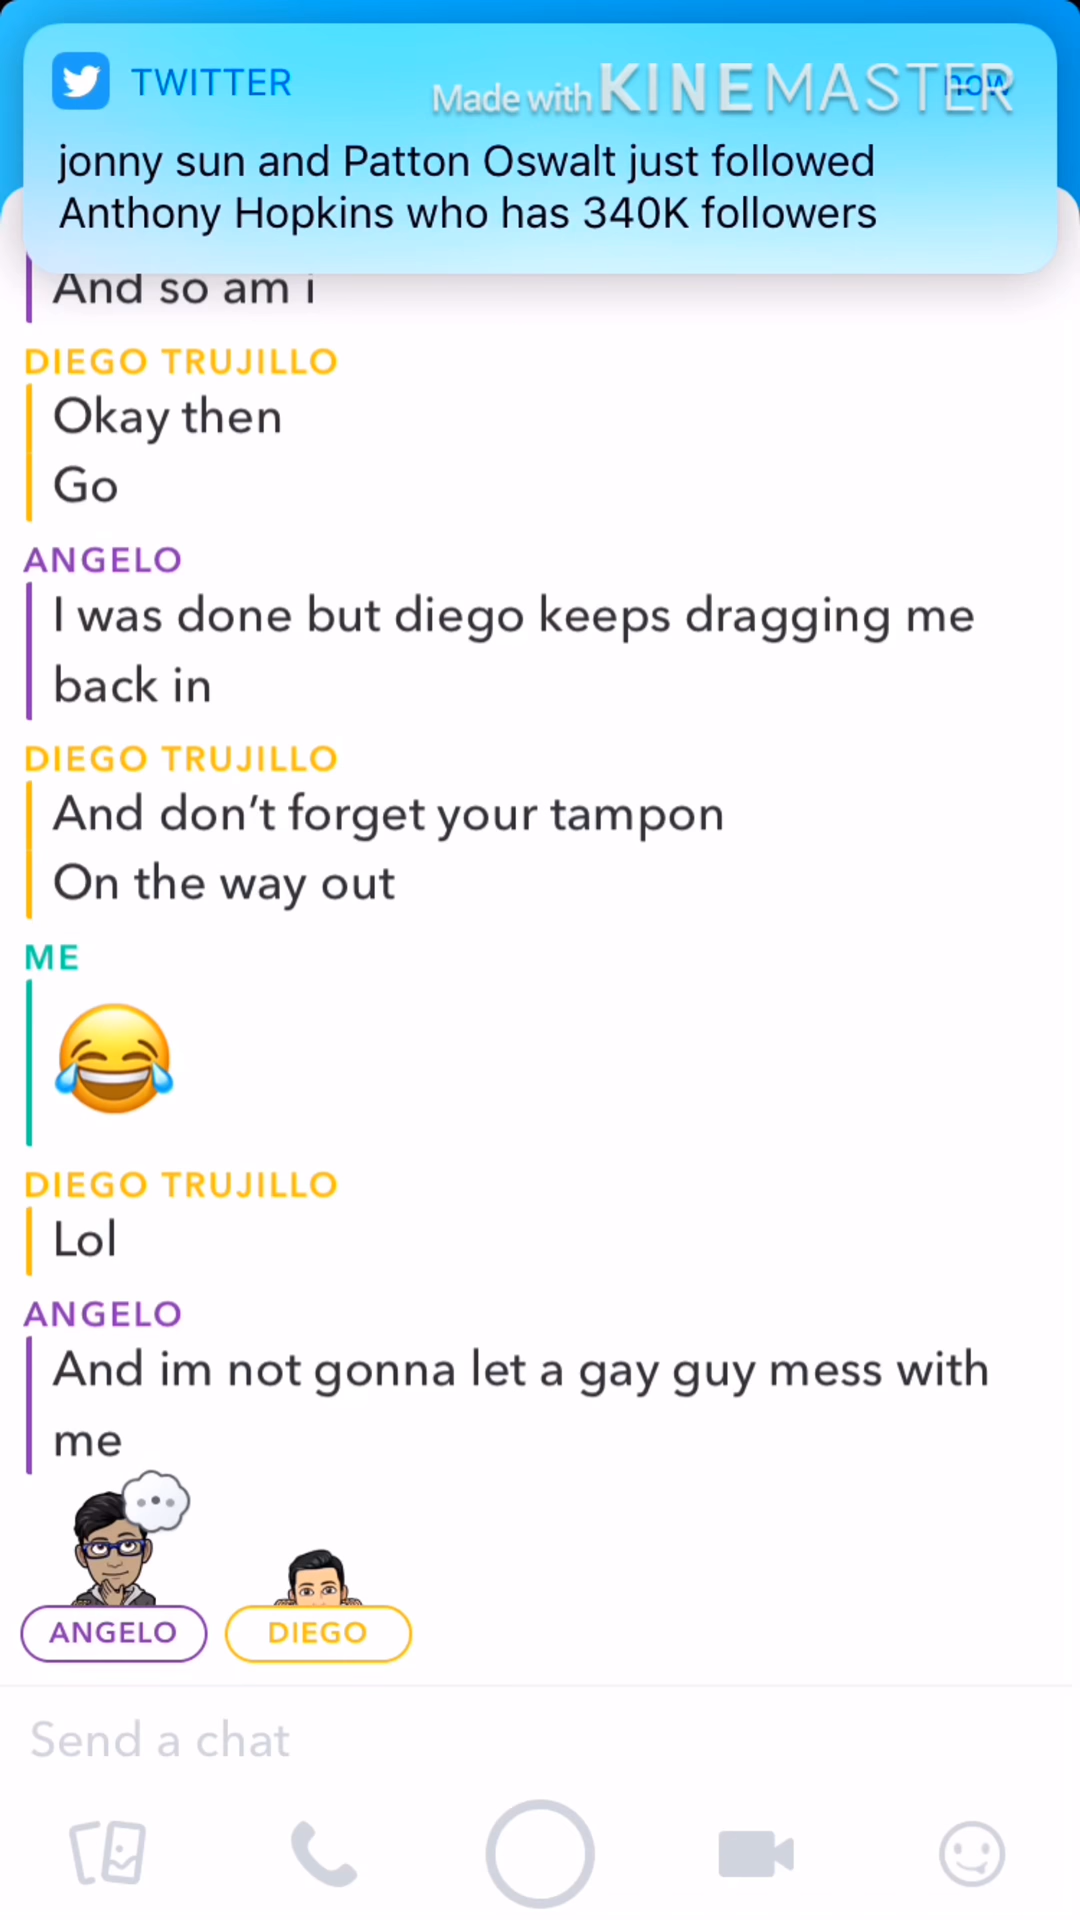 TWITTER
Made with KINEMASTER
now
jonny sun and Patton Oswalt just followed
Anthony Hopkins who has 340K followers
And so am i
DIEGO TRUJILLO
Okay then
Go
ANGELO
I was done but diego keeps dragging me
back in
DIEGO TRUJILLO
And don't forget your tampon
On the way out
ME
DIEGO TRUJILLO
Lol
ANGELO
And im not gonna let a gay guy mess with
me
ANGELO
DIEGO
Send a chat